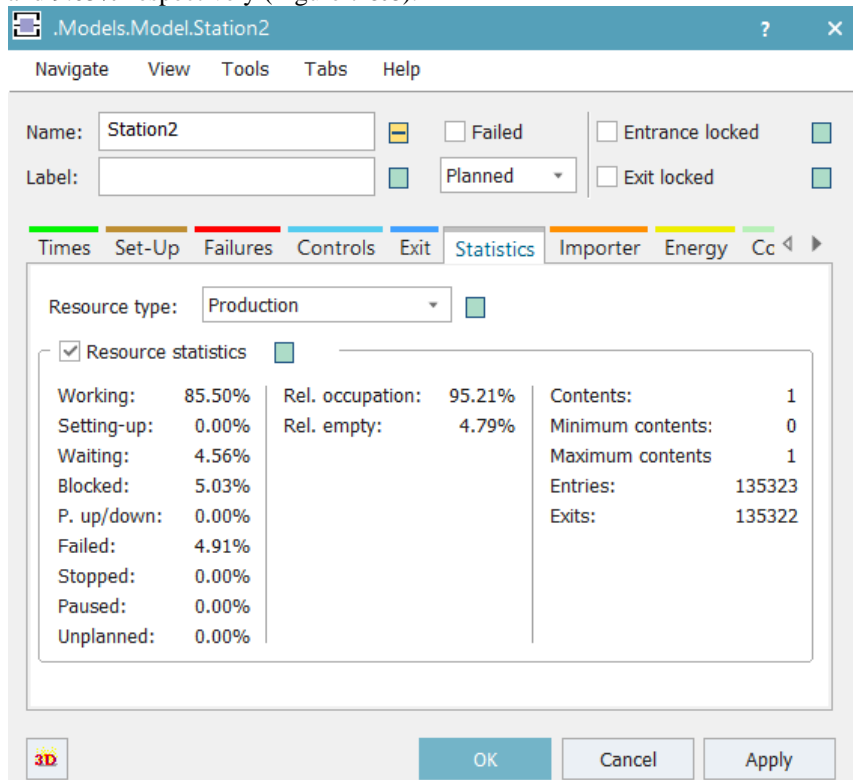 .Models.Model.Station2 ? ×
Navigate View Tools Tabs Help
Name: Station2 Failed Entrance locked
Label: Planned Exit locked
Times Set-Up Failures Controls Exit Statistics Importer Energy Cc
Resource type: Production
Resource statistics
Working: 85.50% Rel. occupation: 95.21% Contents: 1
Setting-up: 0.00% Rel. empty: 4.79% Minimum contents: 0
Waiting: 4.56% Maximum contents 1
Blocked: 5.03% Entries: 135323
P. up/down: 0.00% Exits: 135322
Failed: 4.91%
Stopped: 0.00%
Paused: 0.00%
Unplanned: 0.00%
3D OK Cancel Apply